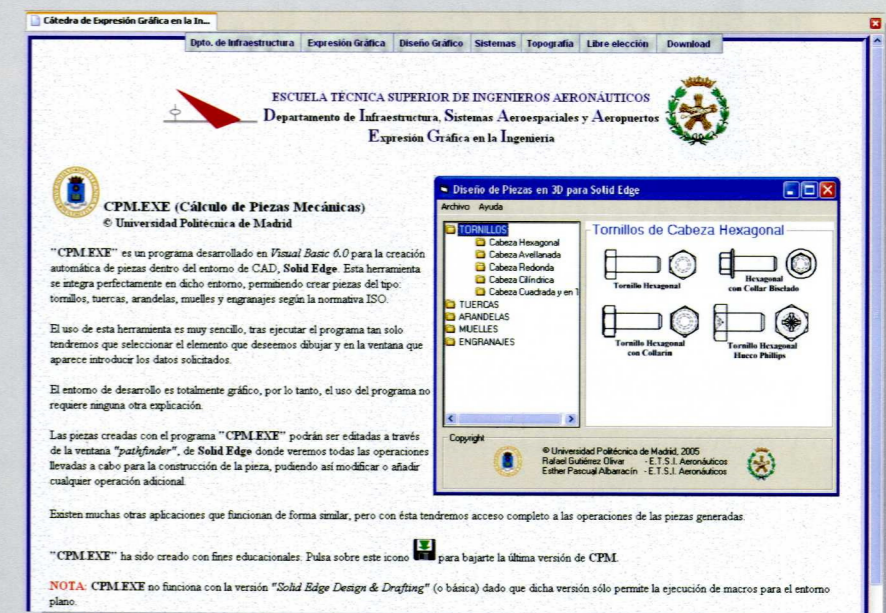 Cátedra de Expresión Gráfica en la In...
Dpto. de Infraestructura Expresión Gráfica Diseño Gráfico Sistemas Topografía Libre elección Download
ESCUELA TÉCNICA SUPERIOR DE INGENIEROS AERONÁUTICOS
Departamento de Infraestructura, Sistemas Aeroespaciales y Aeropuertos
Expresión Gráfica en la Ingeniería
CPM.EXE (Cálculo de Piezas Mecánicas)
© Universidad Politécnica de Madrid
"CPM.EXE" es un programa desarrollado en Visual Basic 6.0 para la creación
automática de piezas dentro del entorno de CAD, Solid Edge. Esta herramienta
se integra perfectamente en dicho entorno, permitiendo crear piezas del tipo:
tornillos, tuercas, arandelas, muelles y engranajes según la normativa ISO.
El uso de esta herramienta es muy sencillo, tras ejecutar el programa tan solo
tendremos que seleccionar el elemento que deseemos dibujar y en la ventana que
aparece introducir los datos solicitados.
El entorno de desarrollo es totalmente gráfico, por lo tanto, el uso del programa no
requiere ninguna otra explicación.
Las piezas creadas con el programa "CPM.EXE" podrán ser editadas a través
de la ventana "pathfinder", de Solid Edge donde veremos todas las operaciones
llevadas a cabo para la construcción de la pieza, pudiendo así modificar o añadir
cualquier operación adicional.
Diseño de Piezas en 3D para Solid Edge
Archivo Ayuda
TORNILLOS
Cabeza Hexagonal
Cabeza Avellanada
Cabeza Redonda
Cabeza Cilíndrica
Cabeza Cuadrada y en T
TUERCAS
ARANDELAS
MUELLES
ENGRANAJES
Tornillos de Cabeza Hexagonal
Tornillo Hexagonal
Hexagonal
con Collar Biselado
Tornillo Hexagonal
con Collarín
Tornillo Hexagonal
Hueco Phillips
Copyright
© Universidad Politécnica de Madrid, 2005
Rafael Gutiérrez Olivar - E.T.S.I. Aeronáuticos
Esther Pascual Albarracín - E.T.S.I. Aeronáuticos
Existen muchas otras aplicaciones que funcionan de forma similar, pero con ésta tendremos acceso completo a las operaciones de las piezas generadas.
"CPM.EXE" ha sido creado con fines educacionales. Pulsa sobre este icono para bajarte la última versión de CPM.
NOTA: CPM.EXE no funciona con la versión "Solid Edge Design & Drafting" (o básica) dado que dicha versión sólo permite la ejecución de macros para el entorno
plano.